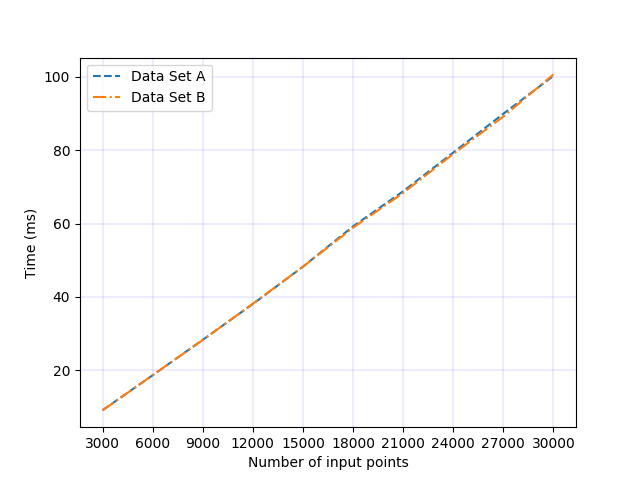 Data Set A
Data Set B
100
80
60
40
20
Time (ms)
3000 6000 9000 12000 15000 18000 21000 24000 27000 30000
Number of input points